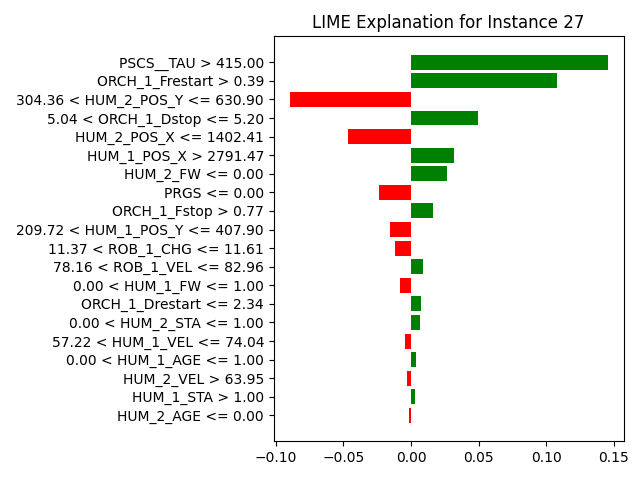 LIME Explanation for Instance 27
PSCS__TAU > 415.00
ORCH_1_Frestart > 0.39
304.36 < HUM_2_POS_Y <= 630.90
5.04 < ORCH_1_Dstop <= 5.20
HUM_2_POS_X <= 1402.41
HUM_1_POS_X > 2791.47
HUM_2_FW <= 0.00
PRGS <= 0.00
ORCH_1_Fstop > 0.77
209.72 < HUM_1_POS_Y <= 407.90
11.37 < ROB_1_CHG <= 11.61
78.16 < ROB_1_VEL <= 82.96
0.00 < HUM_1_FW <= 1.00
ORCH_1_Drestart <= 2.34
0.00 < HUM_2_STA <= 1.00
57.22 < HUM_1_VEL <= 74.04
0.00 < HUM_1_AGE <= 1.00
HUM_2_VEL > 63.95
HUM_1_STA > 1.00
HUM_2_AGE <= 0.00
−0.10 −0.05 0.00 0.05 0.10 0.15